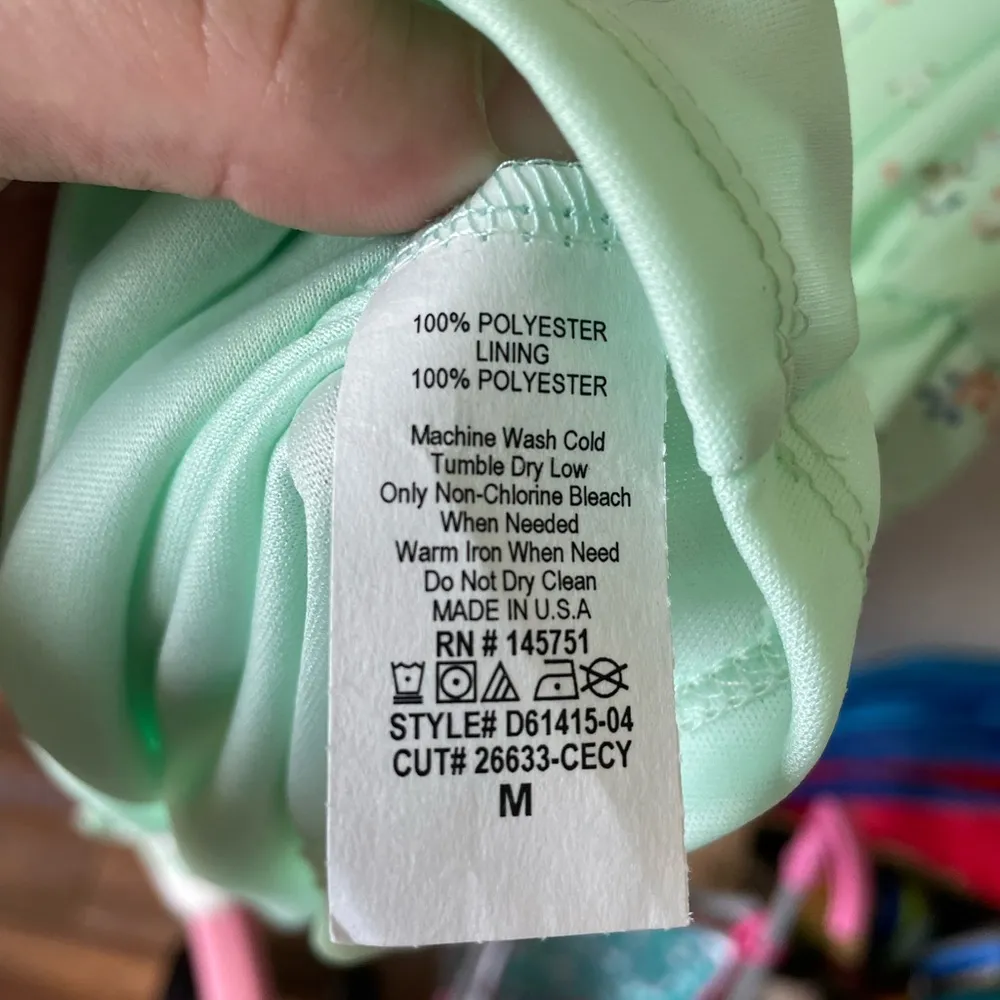 100% POLYESTER
LINING
100% POLYESTER
Machine Wash Cold
Tumble Dry Low
Only Non-Chlorine Bleach
When Needed
Warm Iron When Need
Do Not Dry Clean
MADE IN U.S.A
RN # 145751
STYLE# D61415-04
CUT# 26633-CECY
M